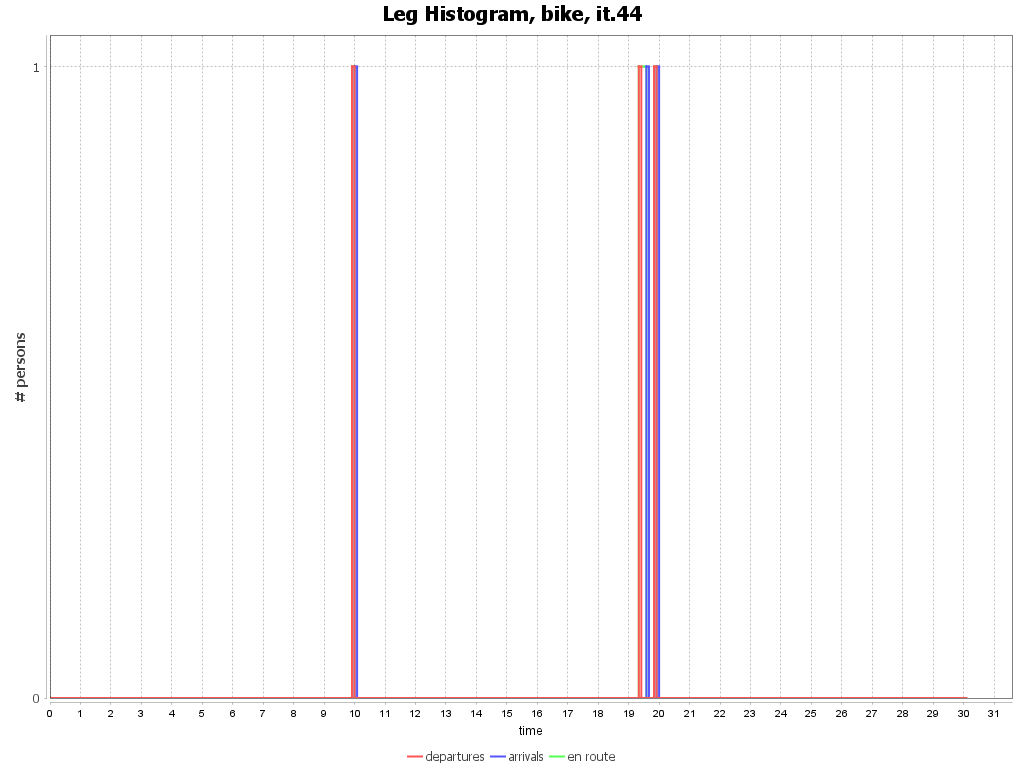 Leg Histogram, bike, it.44
# persons
1
0
0 1 2 3 4 5 6 7 8 9 10 11 12 13 14 15 16 17 18 19 20 21 22 23 24 25 26 27 28 29 30 31
time
departures arrivals en route